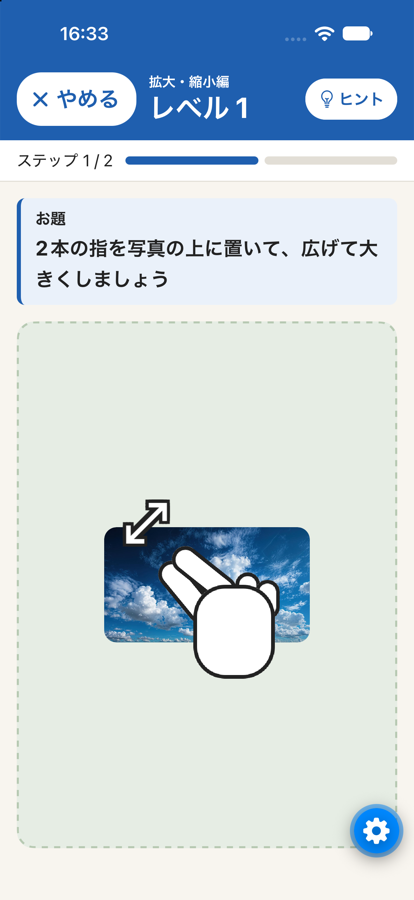 16:33
やめる
拡大・縮小編
レベル 1
ヒント
ステップ 1 / 2
お題
2本の指を写真の上に置いて、広げて大
きくしましょう